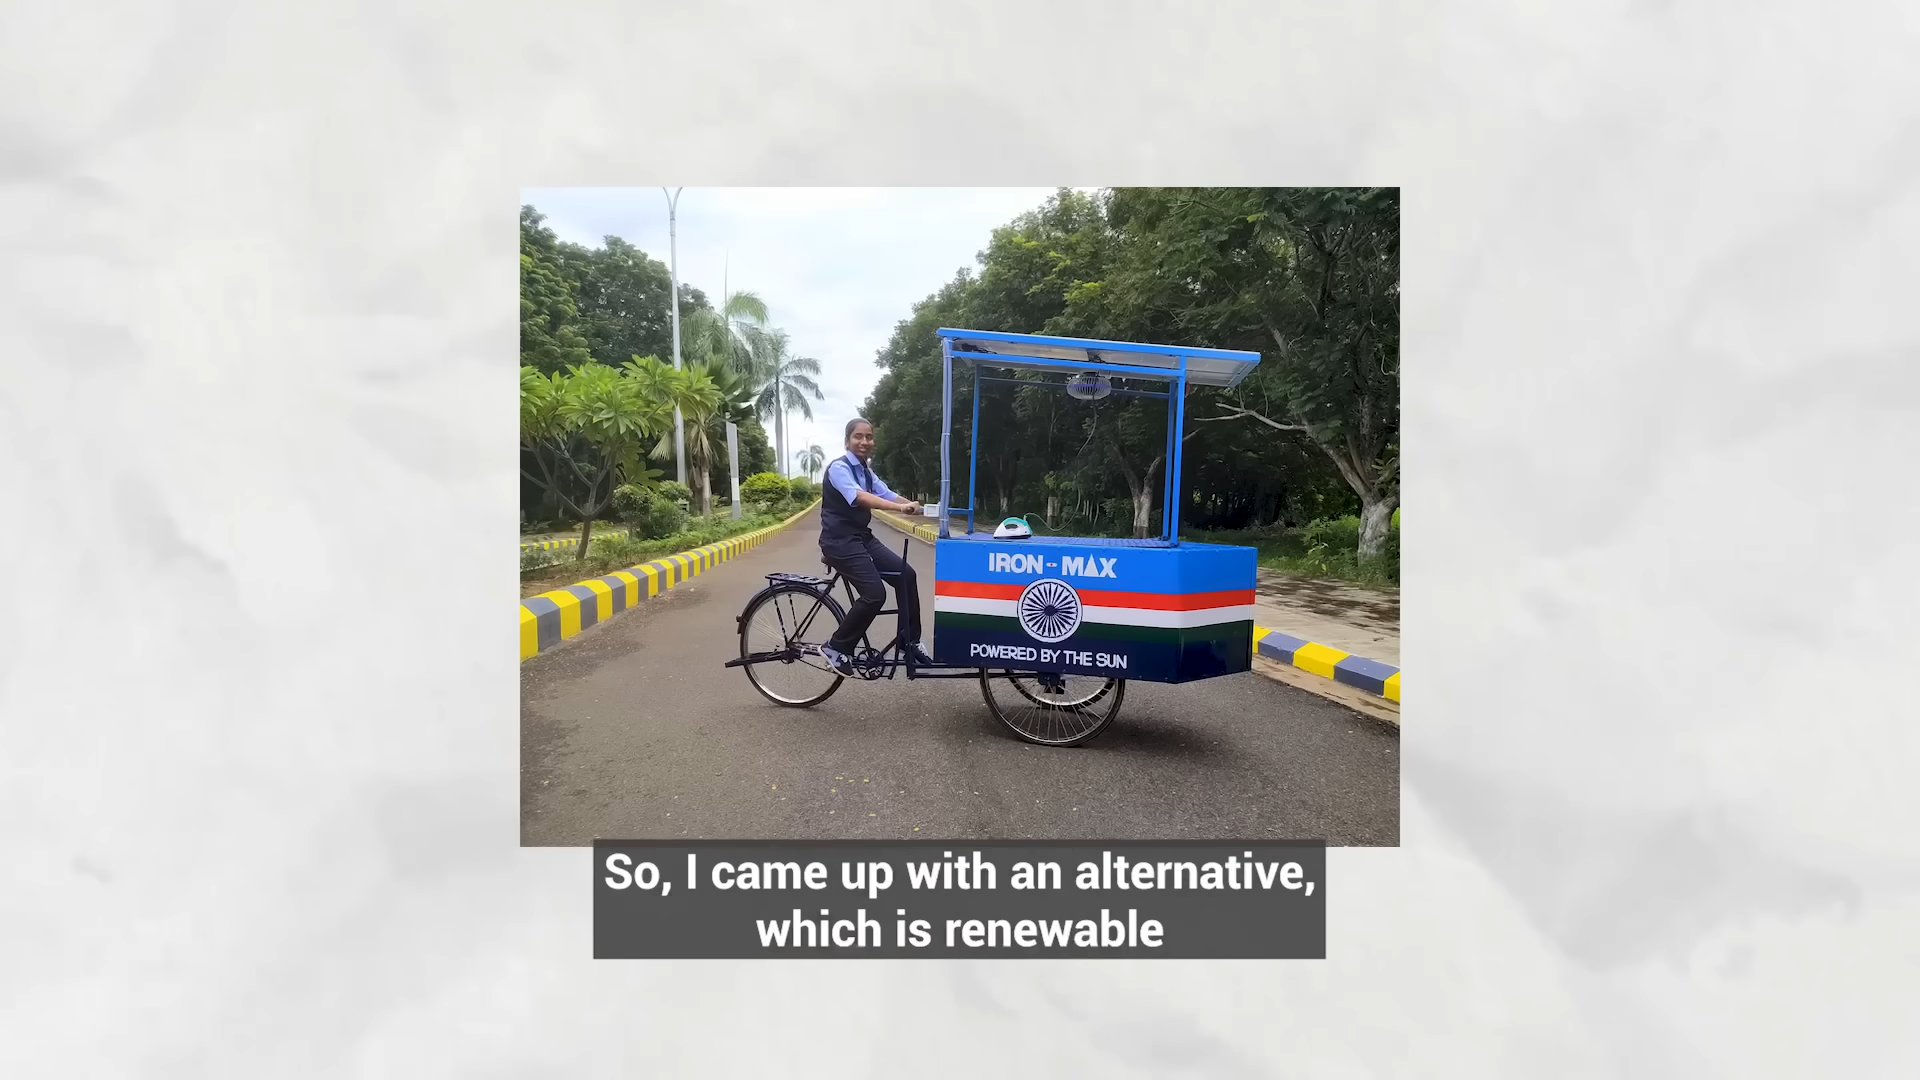 IRON-MAX
POWERED BY THE SUN
So, I came up with an alternative,
which is renewable